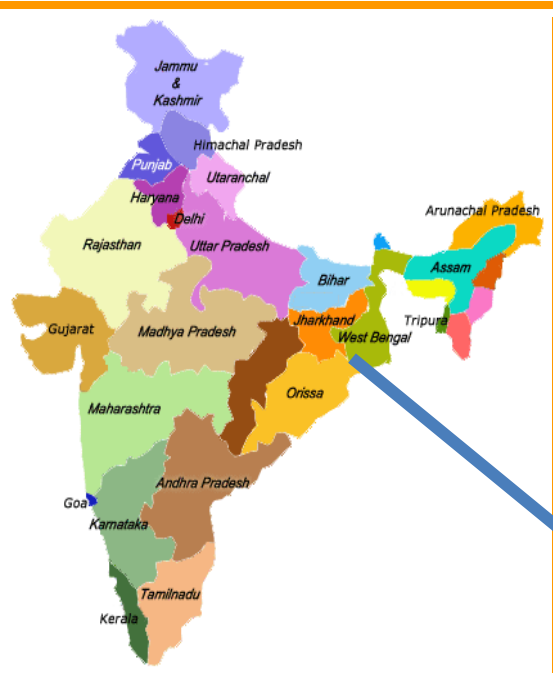 Jammu
&
Kashmir
Himachal Pradesh
Punjab
Utaranchal
Haryana
Delhi
Arunachal Pradesh
Rajasthan
Uttar Pradesh
Assam
Bihar
Gujarat
Madhya Pradesh
Jharkhand
Tripura
West Bengal
Orissa
Maharashtra
Andhra Pradesh
Goa
Karnataka
Tamilnadu
Kerala